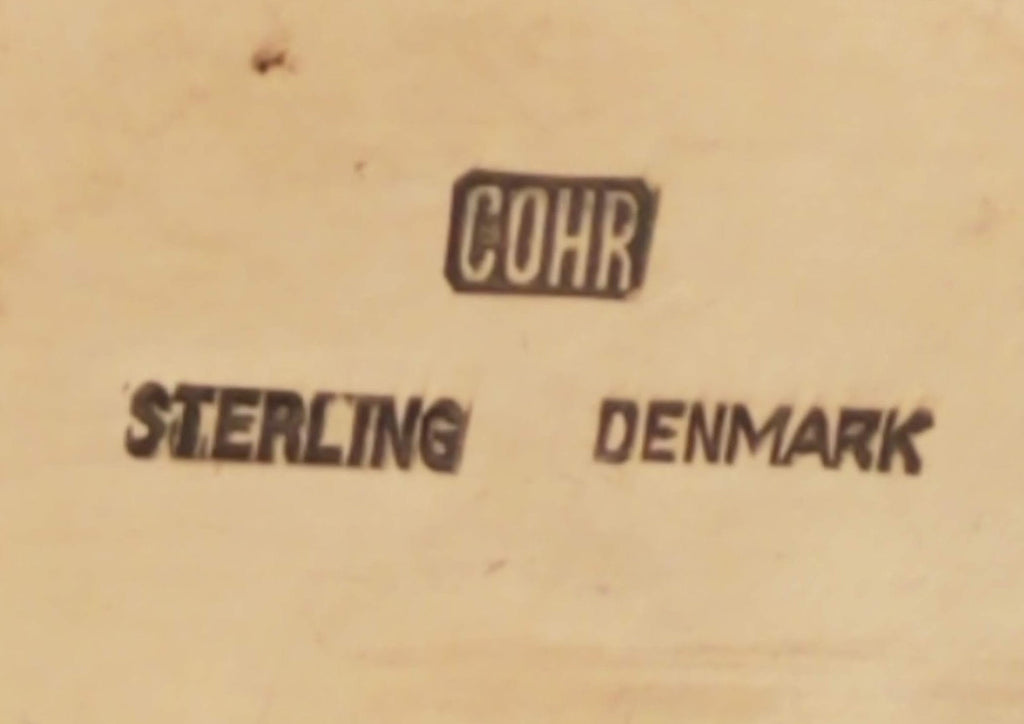 COHR
STERLING DENMARK